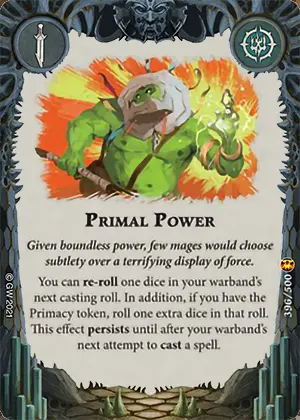 PRIMAL POWER
Given boundless power, few mages would choose
subtlety over a terrifying display of force.
You can re-roll one dice in your warband's
next casting roll. In addition, if you have the
Primacy token, roll one extra dice in that roll.
This effect persists until after your warband's
next attempt to cast a spell.
© GW 2021
396/500